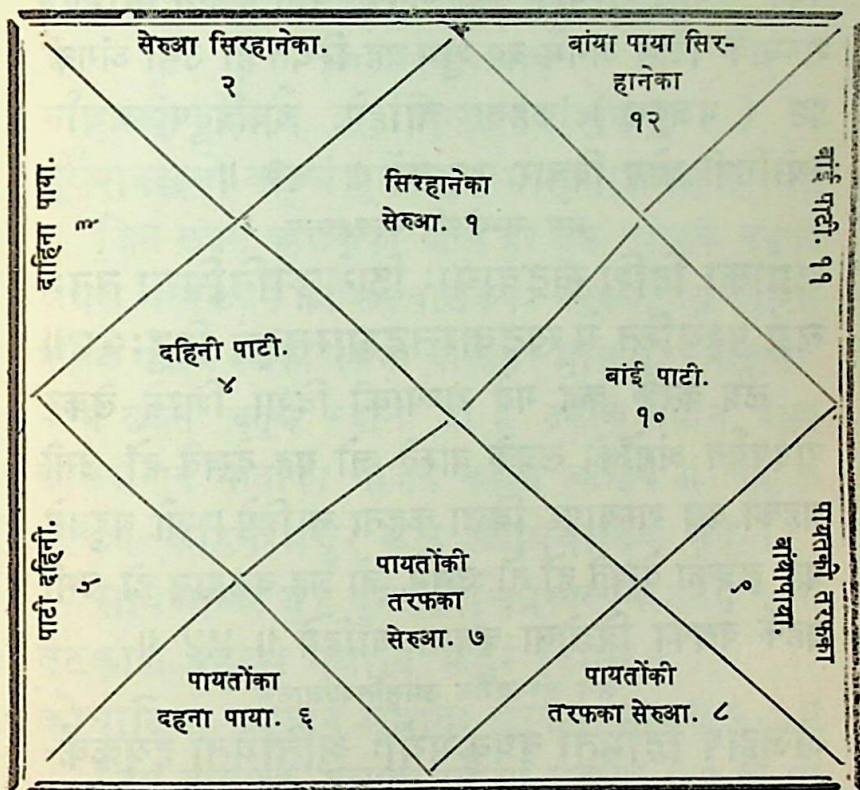 सेरुआ सिरहानेका.
२
बांया पाया सिर-
हानेका
१२
सिरहानेका
सेरुआ. १
दाहिना पाया.
३
बांई पाटी. ११
दहिनी पाटी.
४
बांई पाटी.
१०
पाटी दहिनी.
५
पायतोंकी
तरफका
सेरुआ. ७
पायतकी तरफका
बांयापाया.
९
पायतोंका
दहना पाया. ६
पायतोंकी
तरफका सेरुआ. ८